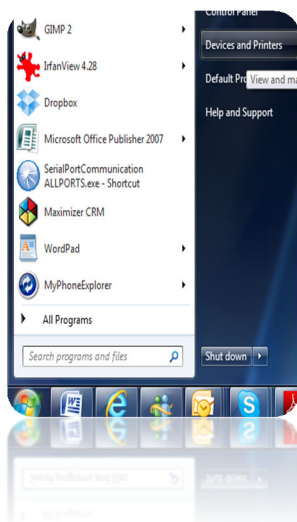 Control Panel
GIMP 2
Devices and Printers
IrfanView 4.28
Default Pro
View and ma
Dropbox
Help and Support
Microsoft Office Publisher 2007
SerialPortCommunication
ALLPORTS.exe - Shortcut
Maximizer CRM
WordPad
MyPhoneExplorer
All Programs
Search programs and files
Shut down